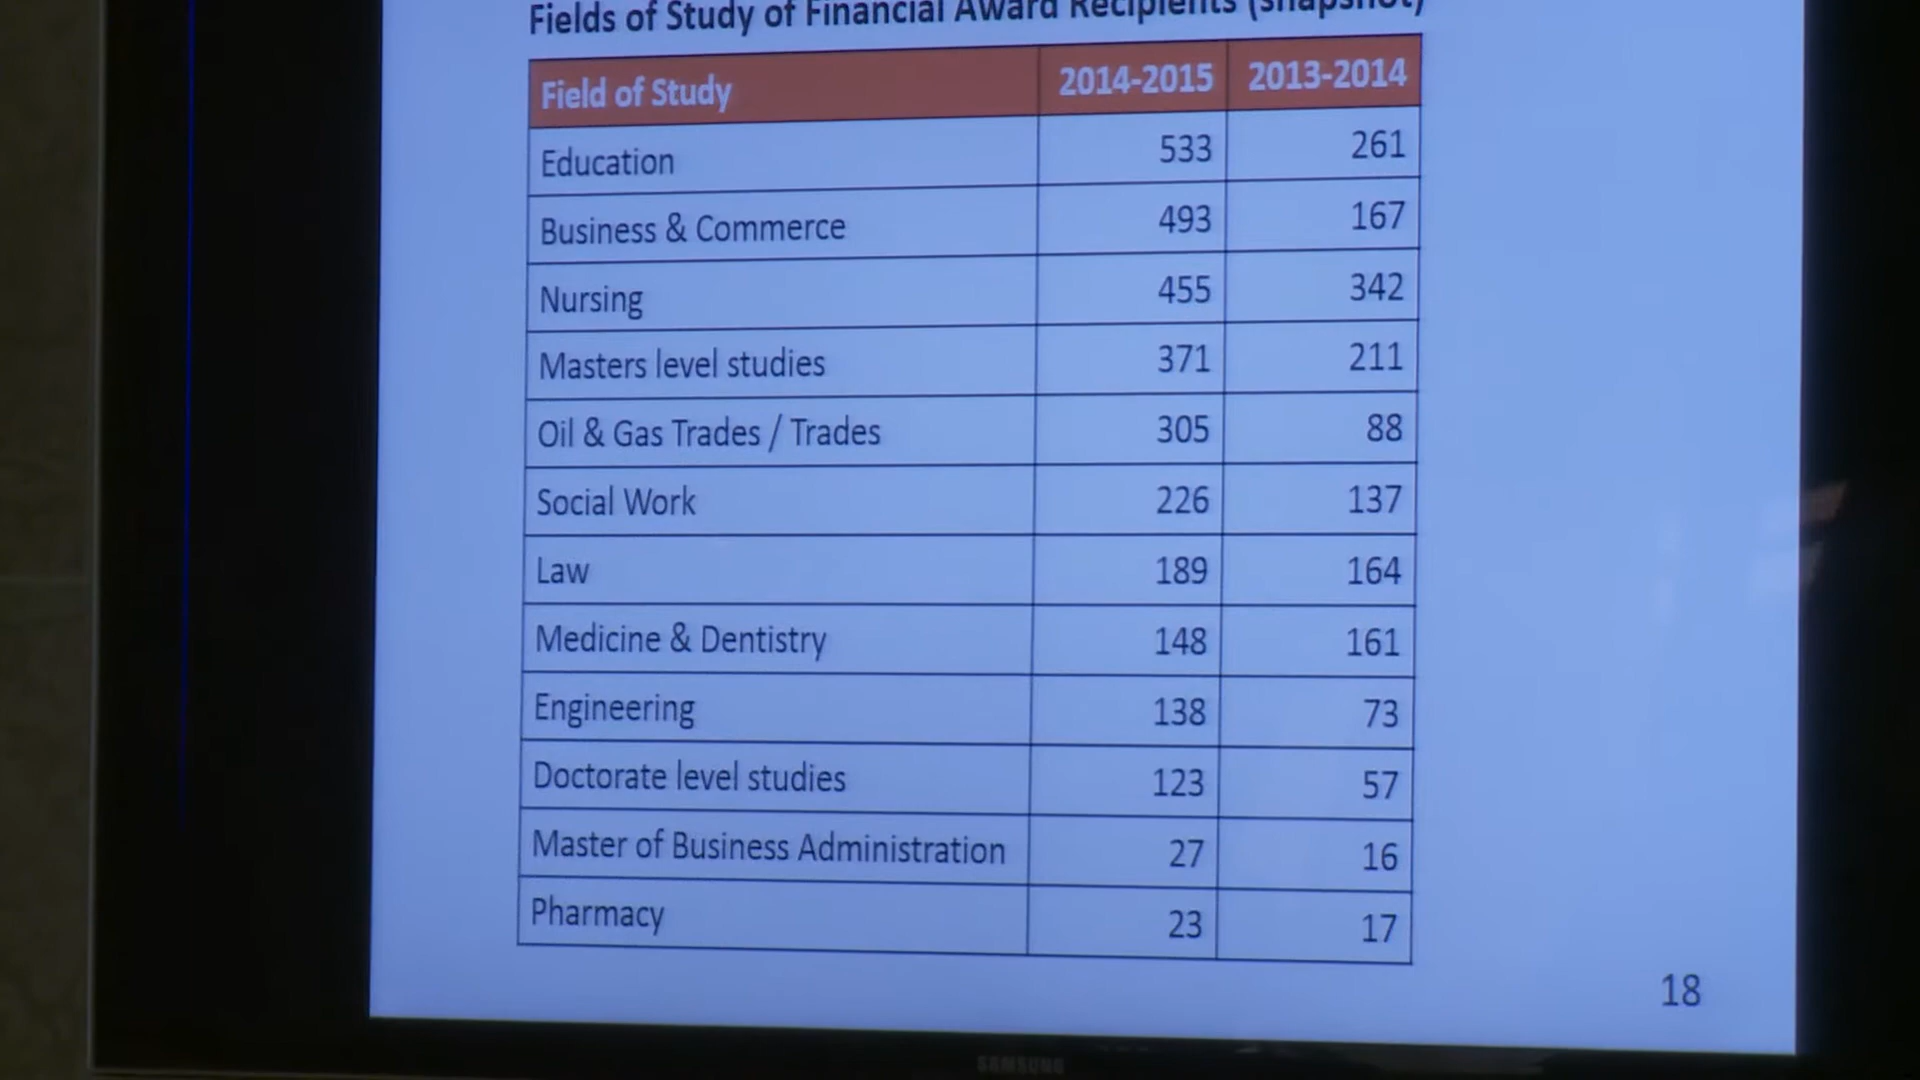 Fields of Study of Financial Award Recipients (snapshot)
Field of Study 2014-2015 2013-2014
Education 533 261
Business & Commerce 493 167
Nursing 455 342
Masters level studies 371 211
Oil & Gas Trades / Trades 305 88
Social Work 226 137
Law 189 164
Medicine & Dentistry 148 161
Engineering 138 73
Doctorate level studies 123 57
Master of Business Administration 27 16
Pharmacy 23 17
18
SAMSUNG